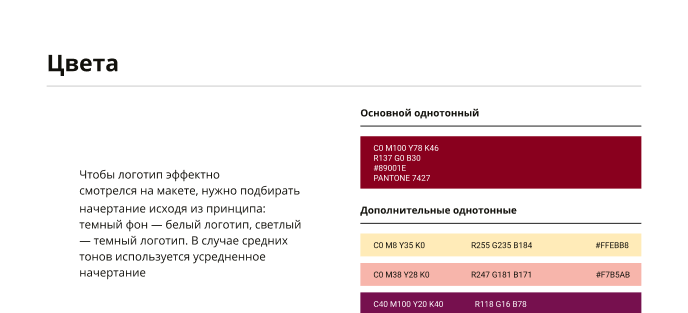 Цвета
Чтобы логотип эффектно
смотрелся на макете, нужно подбирать
начертание исходя из принципа:
темный фон — белый логотип, светлый
— темный логотип. В случае средних
тонов используется усредненное
начертание
Основной однотонный
C0 M100 Y78 K46
R137 G0 B30
#89001E
PANTONE 7427
Дополнительные однотонные
C0 M8 Y35 K0 R255 G235 B184 #FFEBB8
C0 M38 Y28 K0 R247 G181 B171 #F7B5AB
C40 M100 Y20 K40 R118 G16 B78